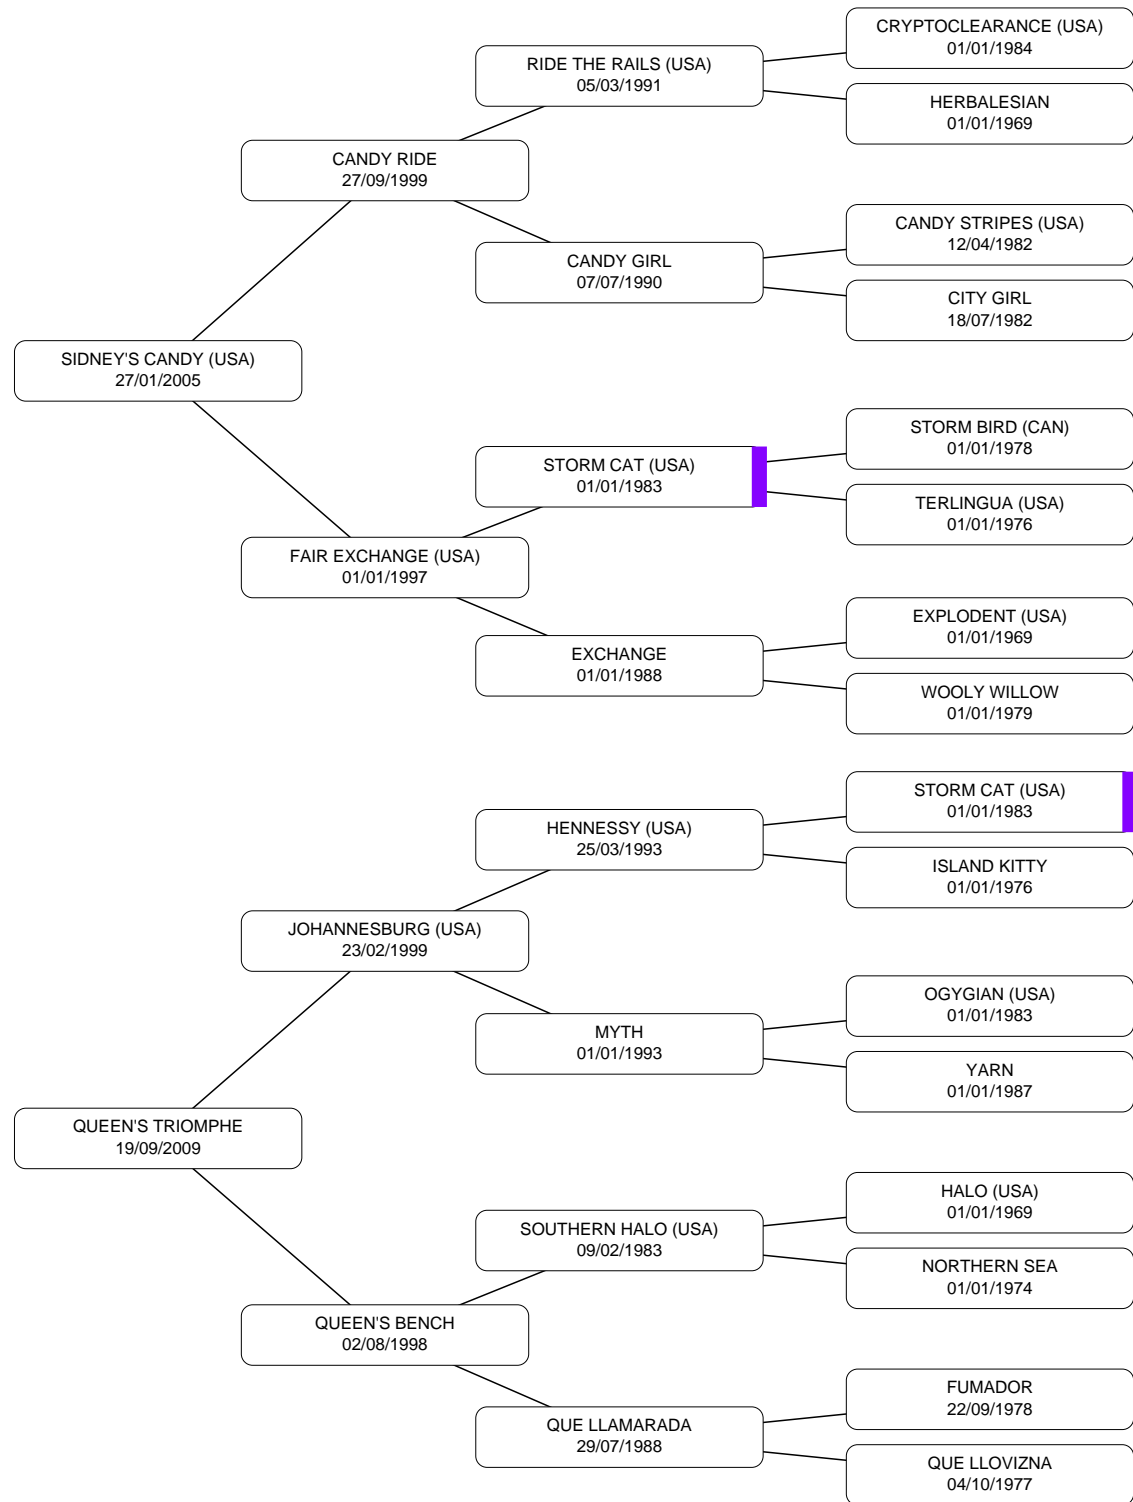 CRYPTOCLEARANCE (USA)
01/01/1984
RIDE THE RAILS (USA)
05/03/1991
HERBALESIAN
01/01/1969
CANDY RIDE
27/09/1999
CANDY STRIPES (USA)
12/04/1982
CANDY GIRL
07/07/1990
CITY GIRL
18/07/1982
SIDNEY'S CANDY (USA)
27/01/2005
STORM BIRD (CAN)
01/01/1978
STORM CAT (USA)
01/01/1983
TERLINGUA (USA)
01/01/1976
FAIR EXCHANGE (USA)
01/01/1997
EXPLODENT (USA)
01/01/1969
EXCHANGE
01/01/1988
WOOLY WILLOW
01/01/1979
STORM CAT (USA)
01/01/1983
HENNESSY (USA)
25/03/1993
ISLAND KITTY
01/01/1976
JOHANNESBURG (USA)
23/02/1999
OGYGIAN (USA)
01/01/1983
MYTH
01/01/1993
YARN
01/01/1987
QUEEN'S TRIOMPHE
19/09/2009
HALO (USA)
01/01/1969
SOUTHERN HALO (USA)
09/02/1983
NORTHERN SEA
01/01/1974
QUEEN'S BENCH
02/08/1998
FUMADOR
22/09/1978
QUE LLAMARADA
29/07/1988
QUE LLOVIZNA
04/10/1977